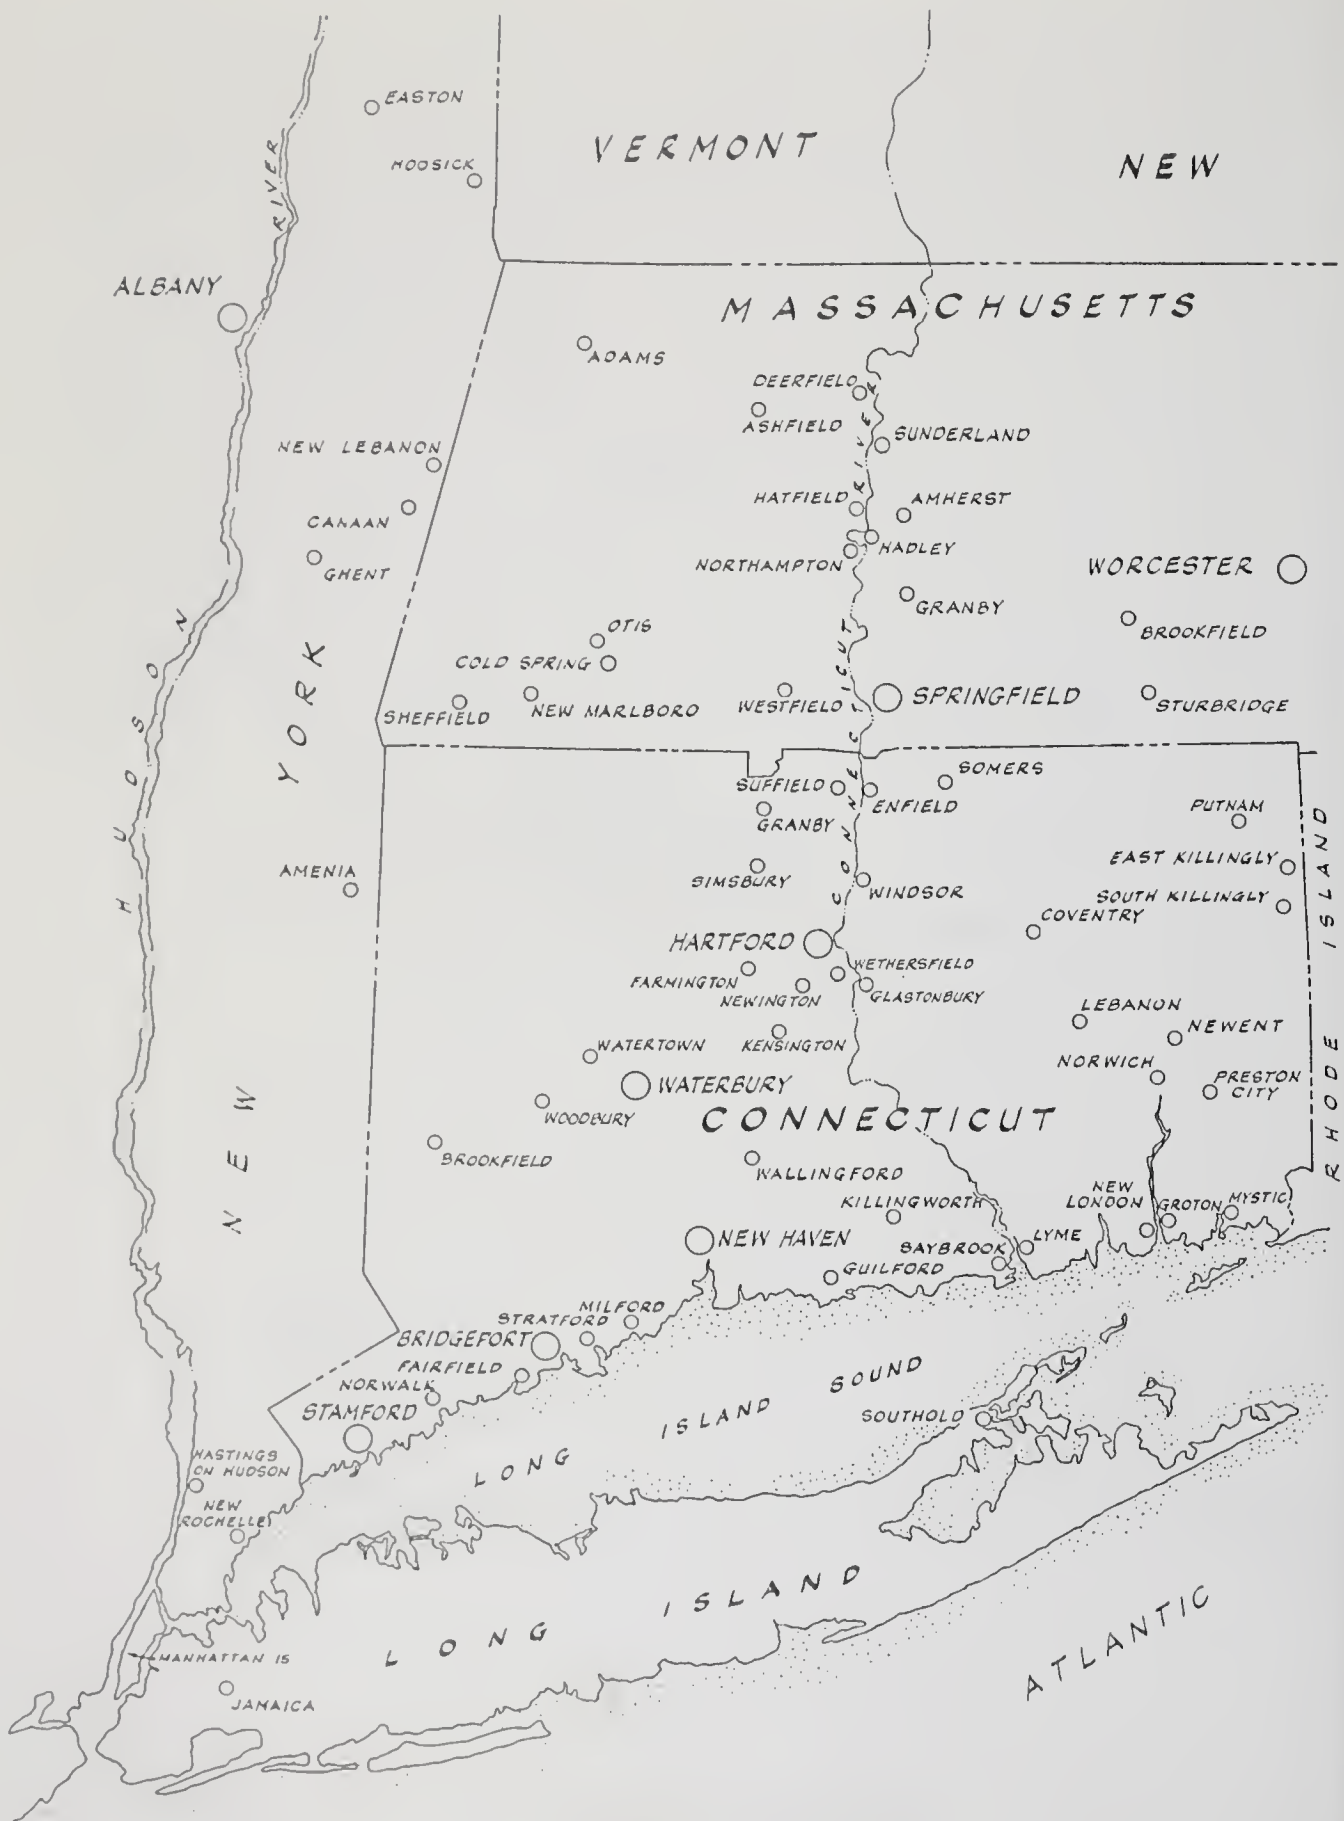 EASTON
VERMONT
NEW
HOOSICK
RIVER
ALBANY
MASSACHUSETTS
ADAMS
DEERFIELD
ASHFIELD
SUNDERLAND
RIVER
NEW LEBANON
HATFIELD
AMHERST
CANAAN
HADLEY
NORTHAMPTON
GHENT
WORCESTER
GRANBY
OTIS
BROOKFIELD
COLD SPRING
YORK
HUDSON
SHEFFIELD
NEW MARLBORO
WESTFIELD
SPRINGFIELD
STURBRIDGE
CONNECTICUT
SOMERS
SUFFIELD
ENFIELD
GRANBY
PUTNAM
EAST KILLINGLY
AMENIA
SIMSBURY
WINDSOR
SOUTH KILLINGLY
COVENTRY
HARTFORD
WETHERSFIELD
FARMINGTON
NEWINGTON
GLASTONBURY
LEBANON
NEWENT
WATERTOWN
KENSINGTON
NORWICH
WATERBURY
PRESTON
CITY
WOODBURY
CONNECTICUT
RHODE ISLAND
NEW
BROOKFIELD
WALLINGFORD
KILLINGWORTH
NEW
LONDON
GROTON
MYSTIC
NEW HAVEN
SAYBROOK
LYME
GUILFORD
MILFORD
STRATFORD
BRIDGEFORT
FAIRFIELD
NORWALK
STAMFORD
LONG ISLAND SOUND
SOUTHOLD
HASTINGS
ON HUDSON
NEW
ROCHELLE
LONG ISLAND
ATLANTIC
MANHATTAN IS
JAMAICA